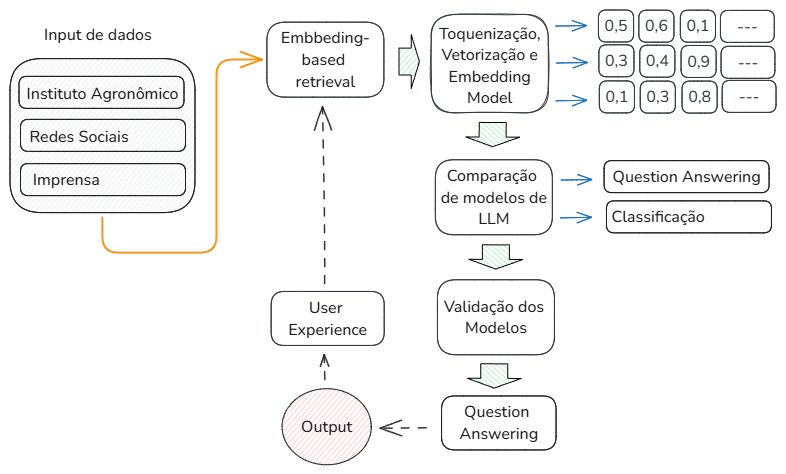 Input de dados
Instituto Agronômico
Redes Sociais
Imprensa
Embbeding-
based
retrieval
Toquenização,
Vetorização e
Embedding
Model
0,5 0,6 0,1 ---
0,3 0,4 0,9 ---
0,1 0,3 0,8 ---
Comparação
de modelos de
LLM
Question Answering
Classificação
Validação dos
Modelos
Question
Answering
Output
User
Experience